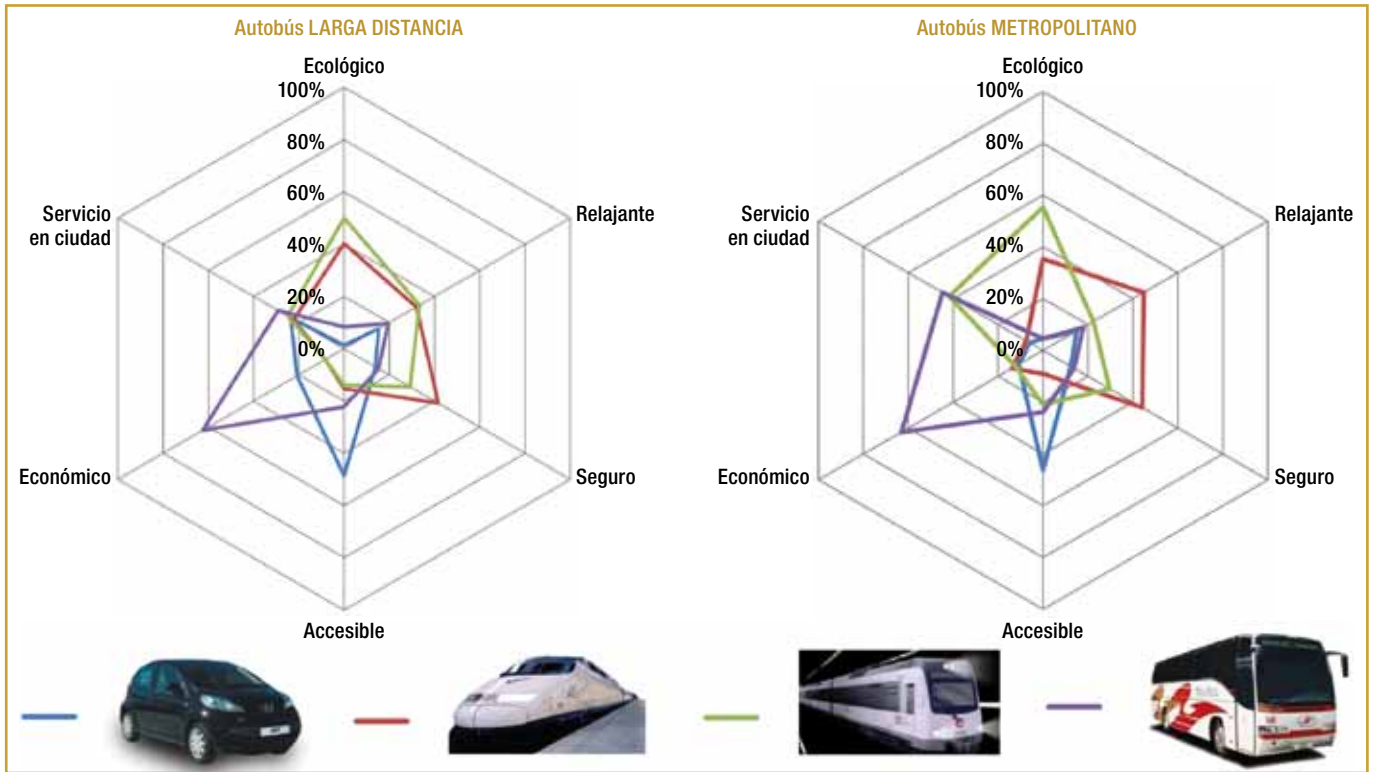 Autobús LARGA DISTANCIA
Ecológico
100%
80%
60%
40%
20%
0%
Servicio
en ciudad
Relajante
Económico
Seguro
Accesible
Autobús METROPOLITANO
Ecológico
100%
80%
60%
40%
20%
0%
Servicio
en ciudad
Relajante
Económico
Seguro
Accesible